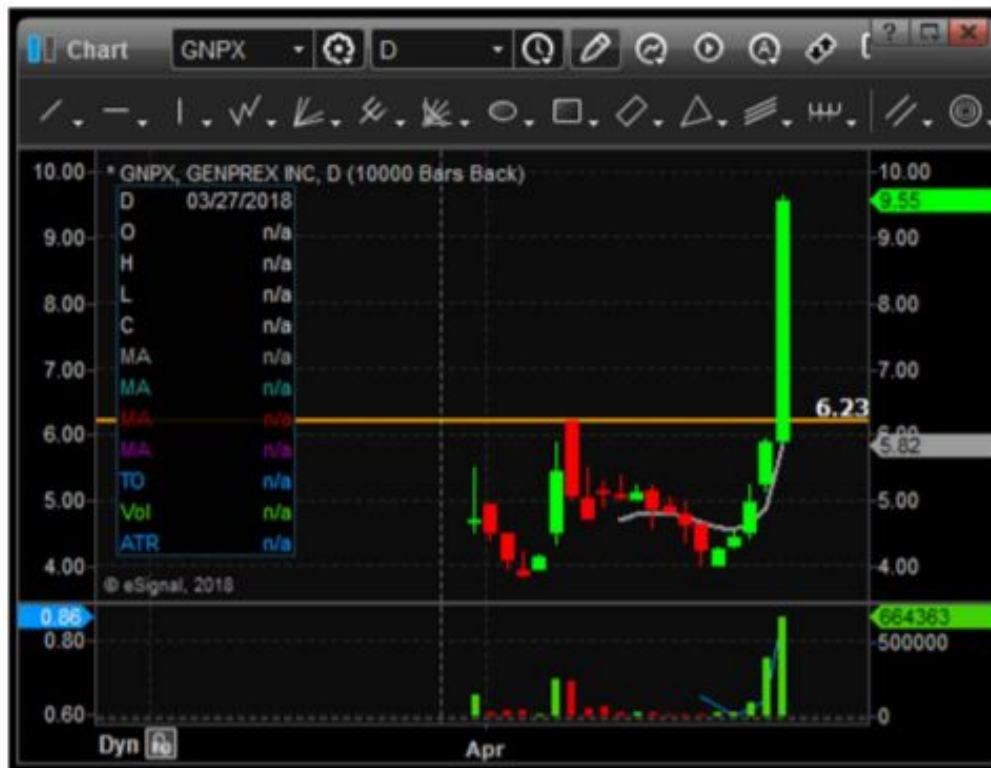 Chart GNPX D ?
10.00 * GNPX, GENPREX INC, D (10000 Bars Back) 10.00
D 03/27/2018 9.55
9.00 O n/a 9.00
H n/a
L n/a
8.00 8.00
C n/a
MA n/a
7.00 7.00
MA n/a
MA n/a 6.23
6.00 6.00
MA n/a 5.82
TO n/a
5.00 Vol n/a 5.00
ATR n/a
4.00 4.00
© eSignal, 2018
0.86 664363
0.80 500000
0.60 0
Dyn
Apr